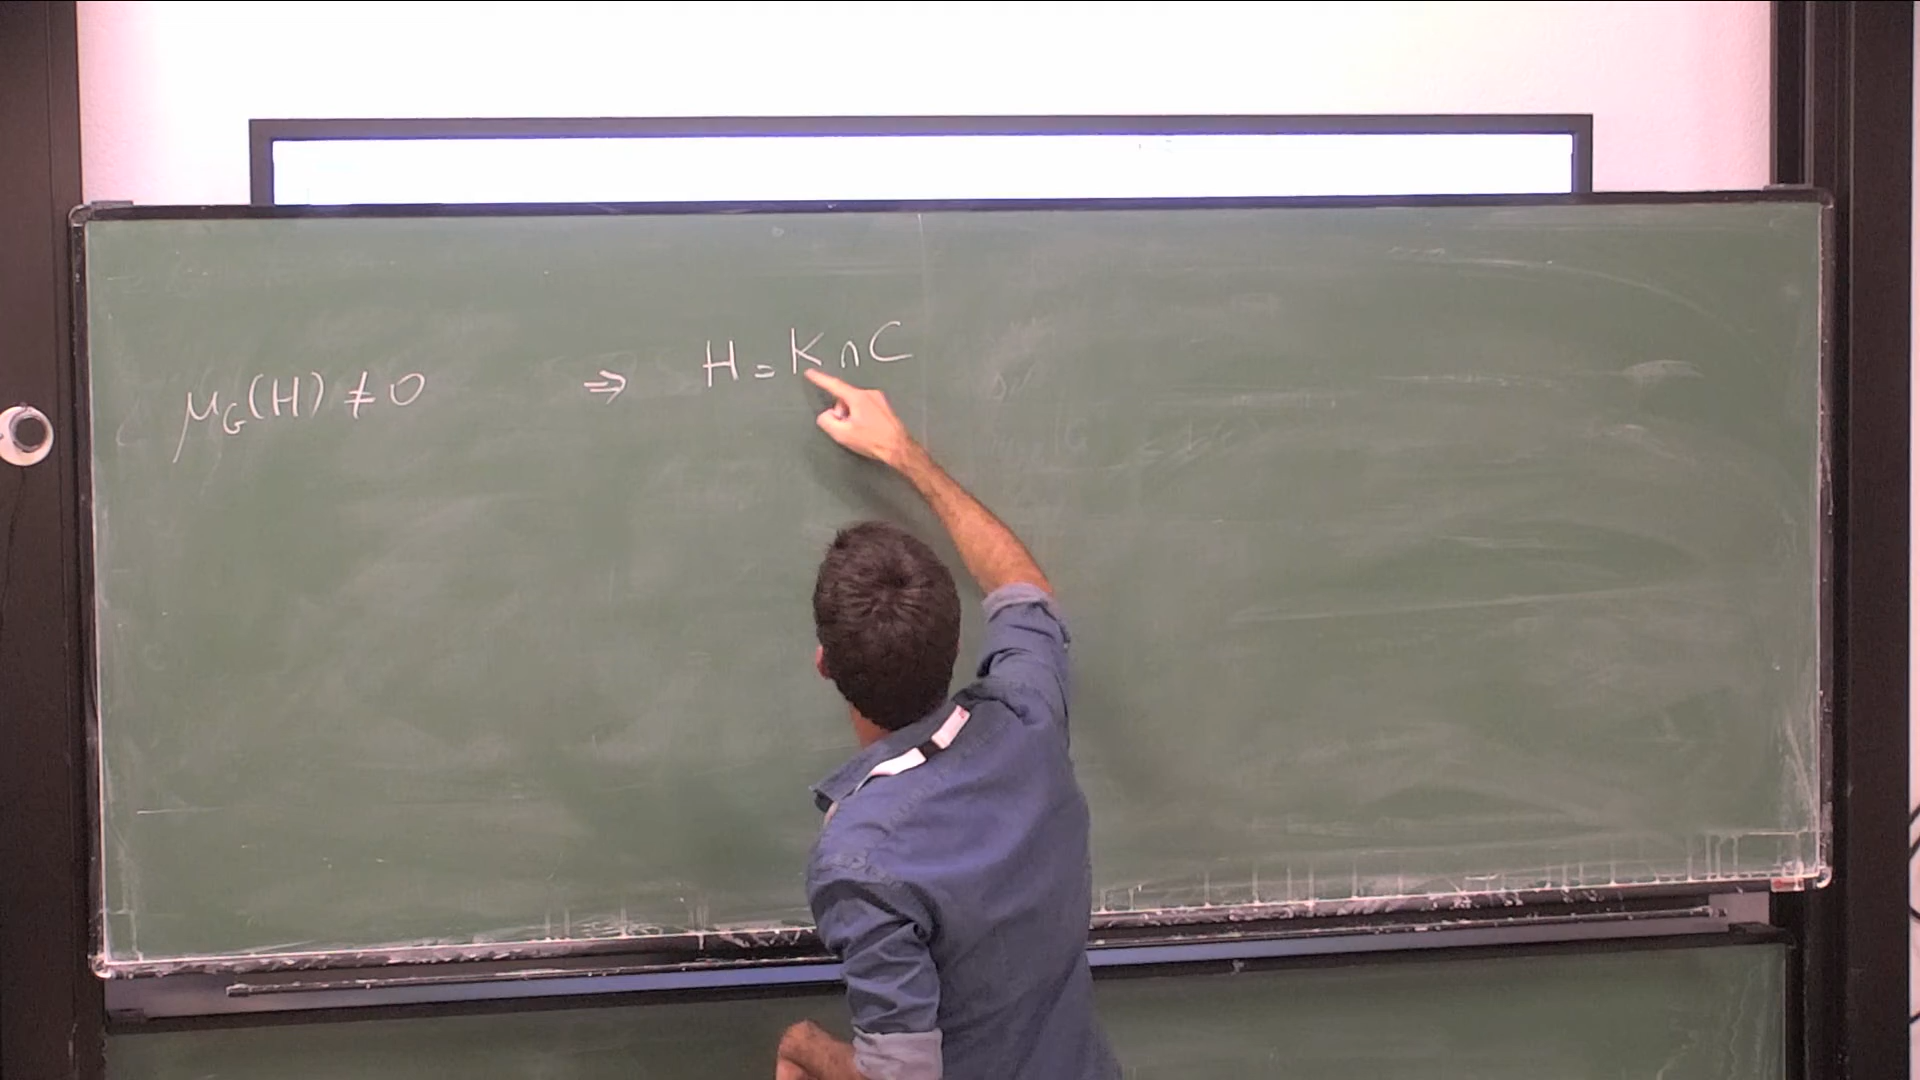 μ_G(H) ≠ 0 ⇒ H = K ∩ C